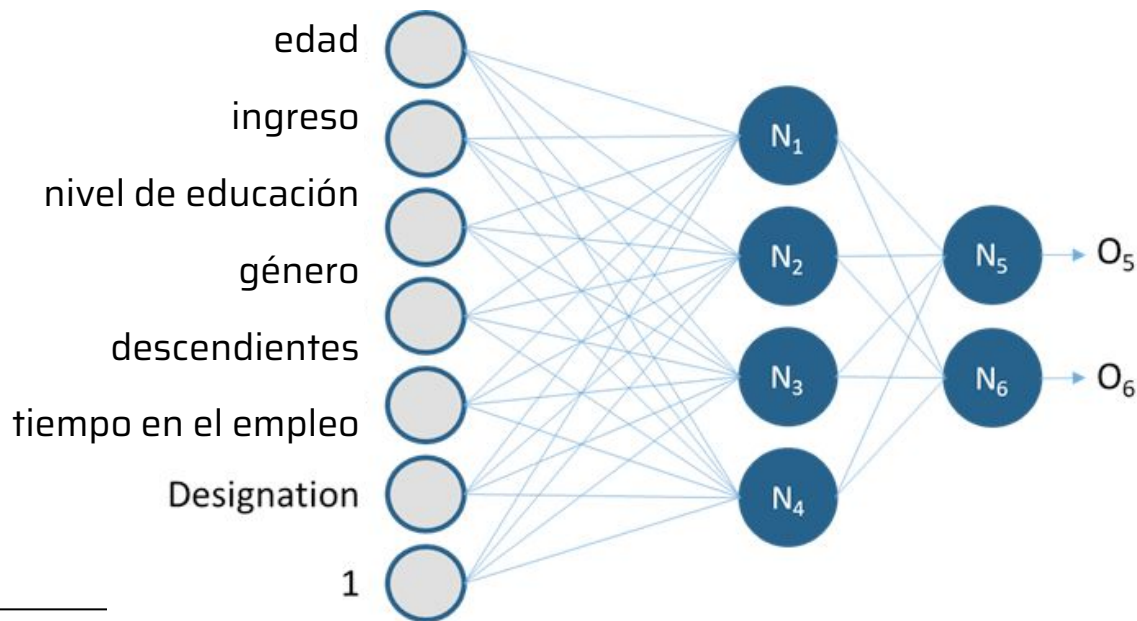 edad
ingreso
nivel de educación
género
descendientes
tiempo en el empleo
Designation
1
N₁
N₂
N₃
N₄
N₅
N₆
O₅
O₆